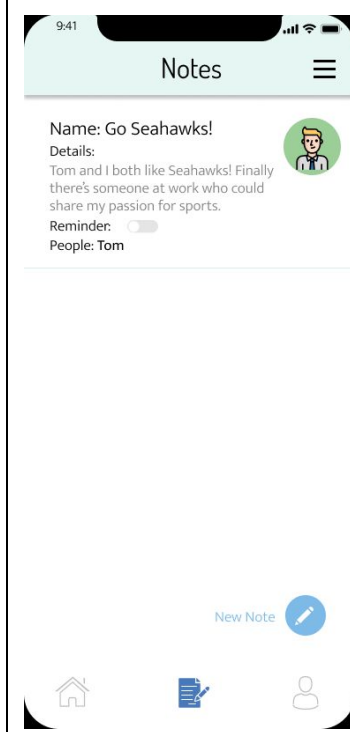 9:41
Notes
Name: Go Seahawks!
Details:
Tom and I both like Seahawks! Finally
there's someone at work who could
share my passion for sports.
Reminder:
People: Tom
New Note